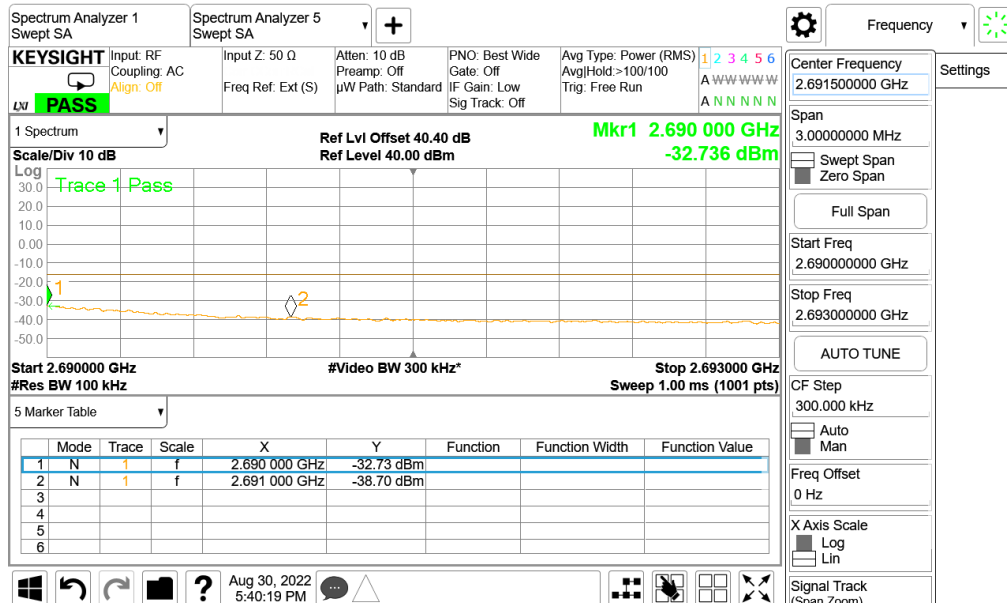 Spectrum Analyzer 1
Swept SA
Spectrum Analyzer 5
Swept SA
Frequency
KEYSIGHT
LXI PASS
Input: RF
Coupling: AC
Align: Off
Input Z: 50 Ω
Freq Ref: Ext (S)
Atten: 10 dB
Preamp: Off
µW Path: Standard
PNO: Best Wide
Gate: Off
IF Gain: Low
Sig Track: Off
Avg Type: Power (RMS)
Avg|Hold:>100/100
Trig: Free Run
1 2 3 4 5 6
A W W W W W
A N N N N N
1 Spectrum
Scale/Div 10 dB
Ref Lvl Offset 40.40 dB
Ref Level 40.00 dBm
Mkr1 2.690 000 GHz
-32.736 dBm
Log
Trace 1 Pass
30.0
20.0
10.0
0.00
-10.0
-20.0
-30.0
-40.0
-50.0
1
2
Start 2.690000 GHz
#Video BW 300 kHz*
Stop 2.693000 GHz
#Res BW 100 kHz
Sweep 1.00 ms (1001 pts)
5 Marker Table
Mode Trace Scale X Y Function Function Width Function Value
1 N 1 f 2.690 000 GHz -32.73 dBm
2 N 1 f 2.691 000 GHz -38.70 dBm
3
4
5
6
Aug 30, 2022
5:40:19 PM
Center Frequency
2.691500000 GHz
Settings
Span
3.00000000 MHz
Swept Span
Zero Span
Full Span
Start Freq
2.690000000 GHz
Stop Freq
2.693000000 GHz
AUTO TUNE
CF Step
300.000 kHz
Auto
Man
Freq Offset
0 Hz
X Axis Scale
Log
Lin
Signal Track
(Span Zoom)